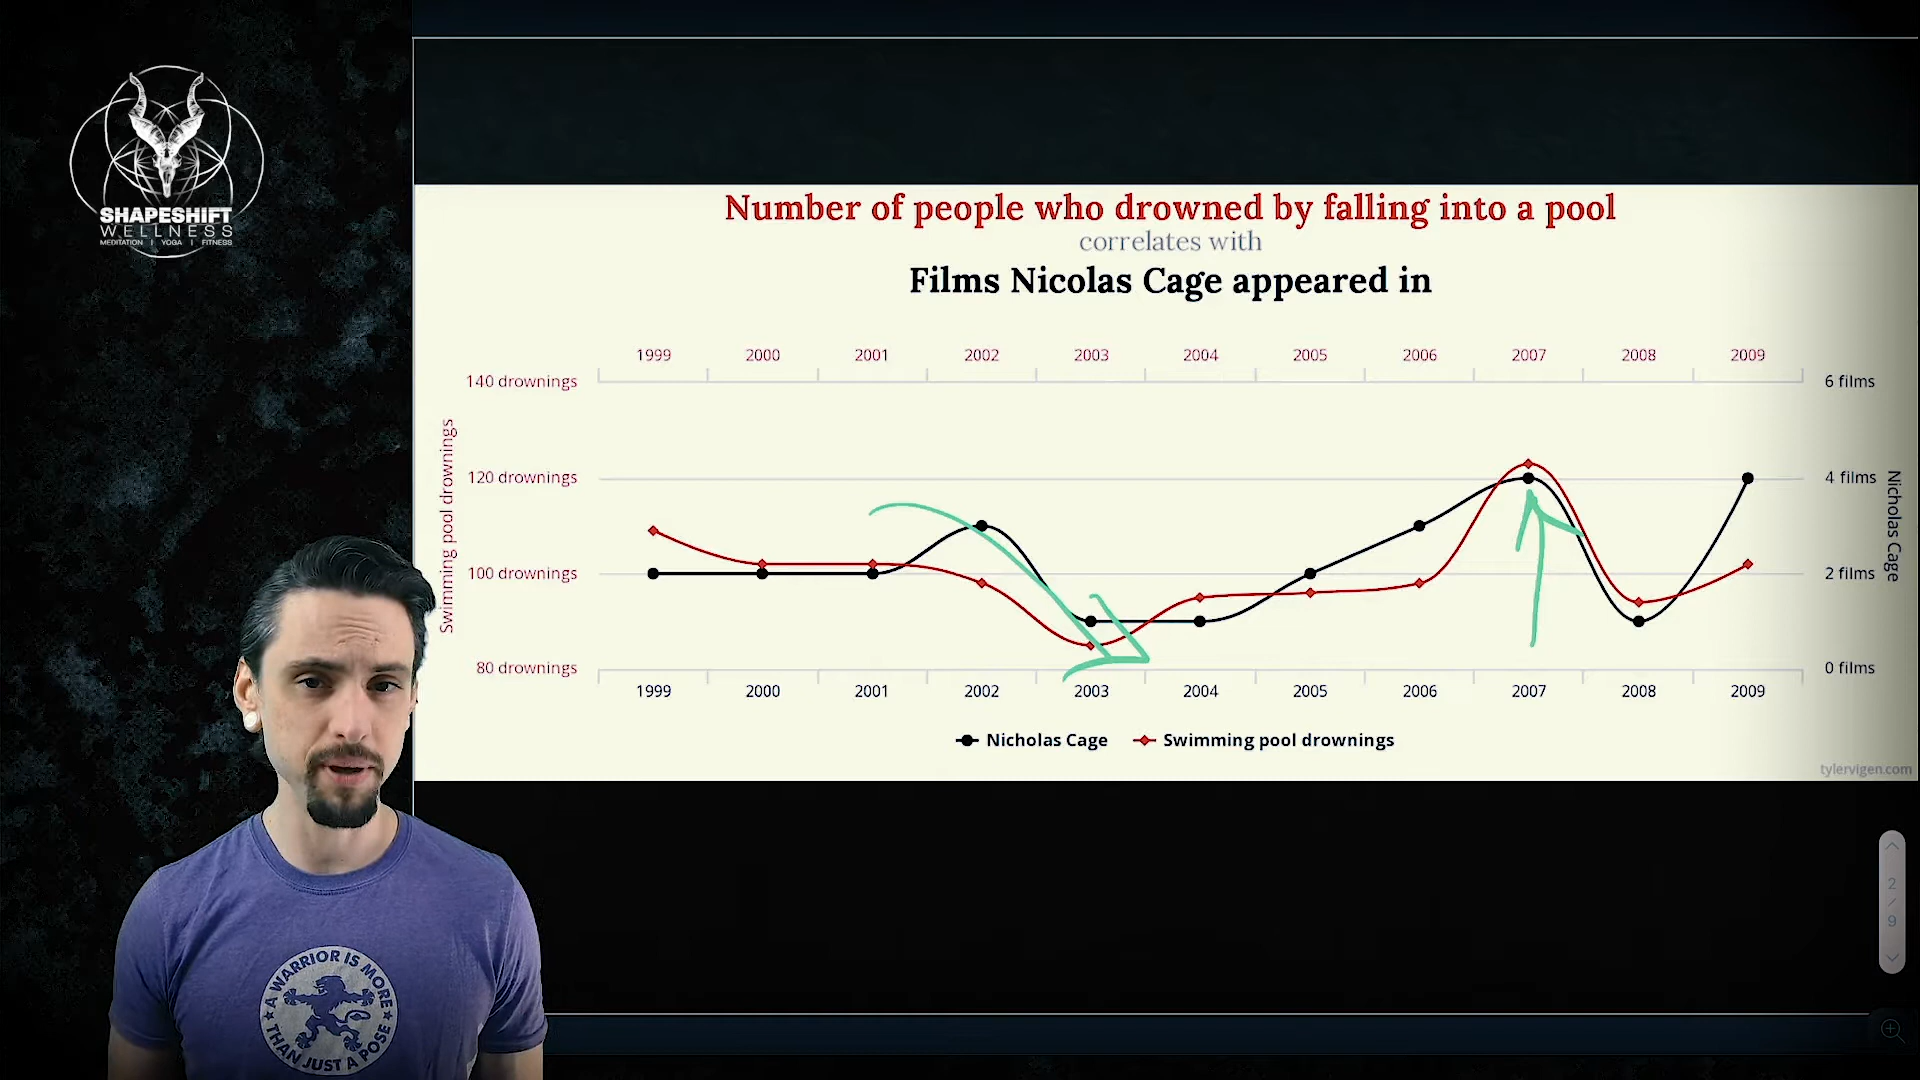 SHAPESHIFT
WELLNESS
MEDITATION | YOGA | FITNESS
Number of people who drowned by falling into a pool
correlates with
Films Nicolas Cage appeared in
1999 2000 2001 2002 2003 2004 2005 2006 2007 2008 2009
140 drownings 6 films
120 drownings 4 films
100 drownings 2 films
80 drownings 0 films
Swimming pool drownings
Nicholas Cage
1999 2000 2001 2002 2003 2004 2005 2006 2007 2008 2009
Nicholas Cage Swimming pool drownings
tylervigen.com
2
/
9
A WARRIOR IS MORE
THAN JUST A POSE